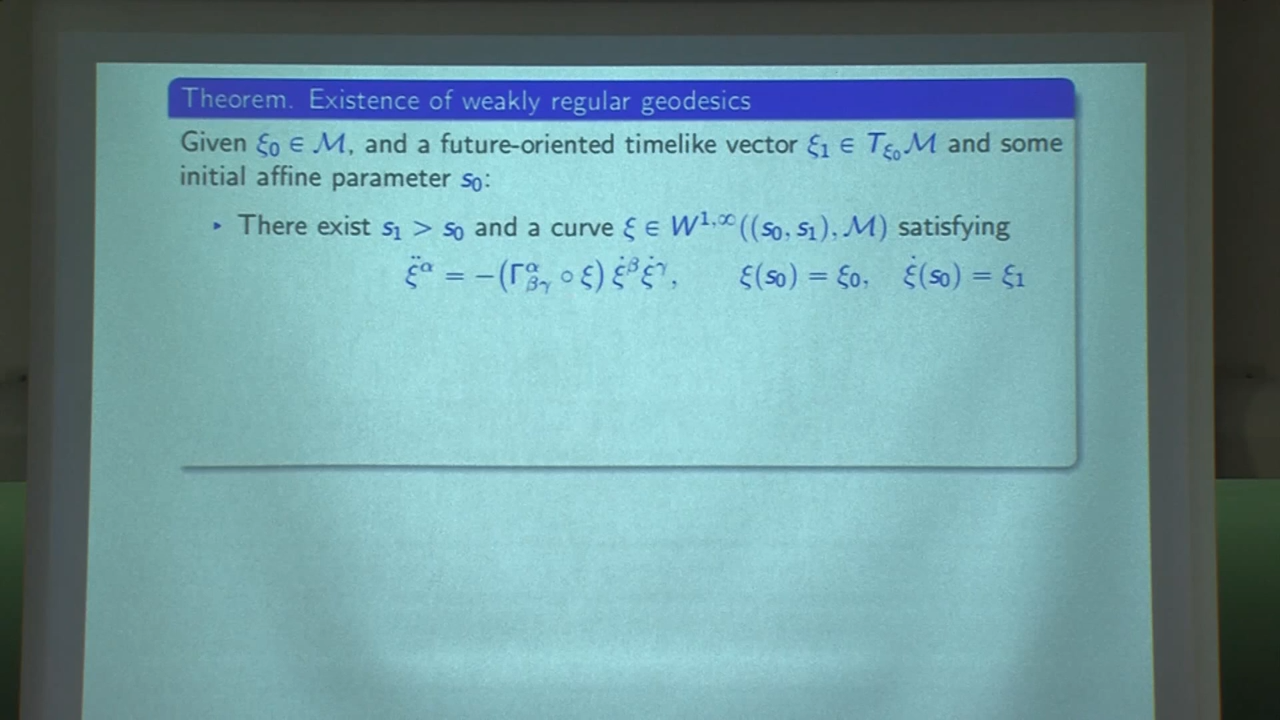 Theorem. Existence of weakly regular geodesics
Given ξ₀ ∈ ℳ, and a future-oriented timelike vector ξ₁ ∈ T_{ξ₀}ℳ and some
initial affine parameter s₀:
▸ There exist s₁ > s₀ and a curve ξ ∈ W^{1,∞}((s₀, s₁), ℳ) satisfying
ξ̈^α = −(Γ^α_{βγ} ∘ ξ) ξ̇^β ξ̇^γ,    ξ(s₀) = ξ₀,    ξ̇(s₀) = ξ₁